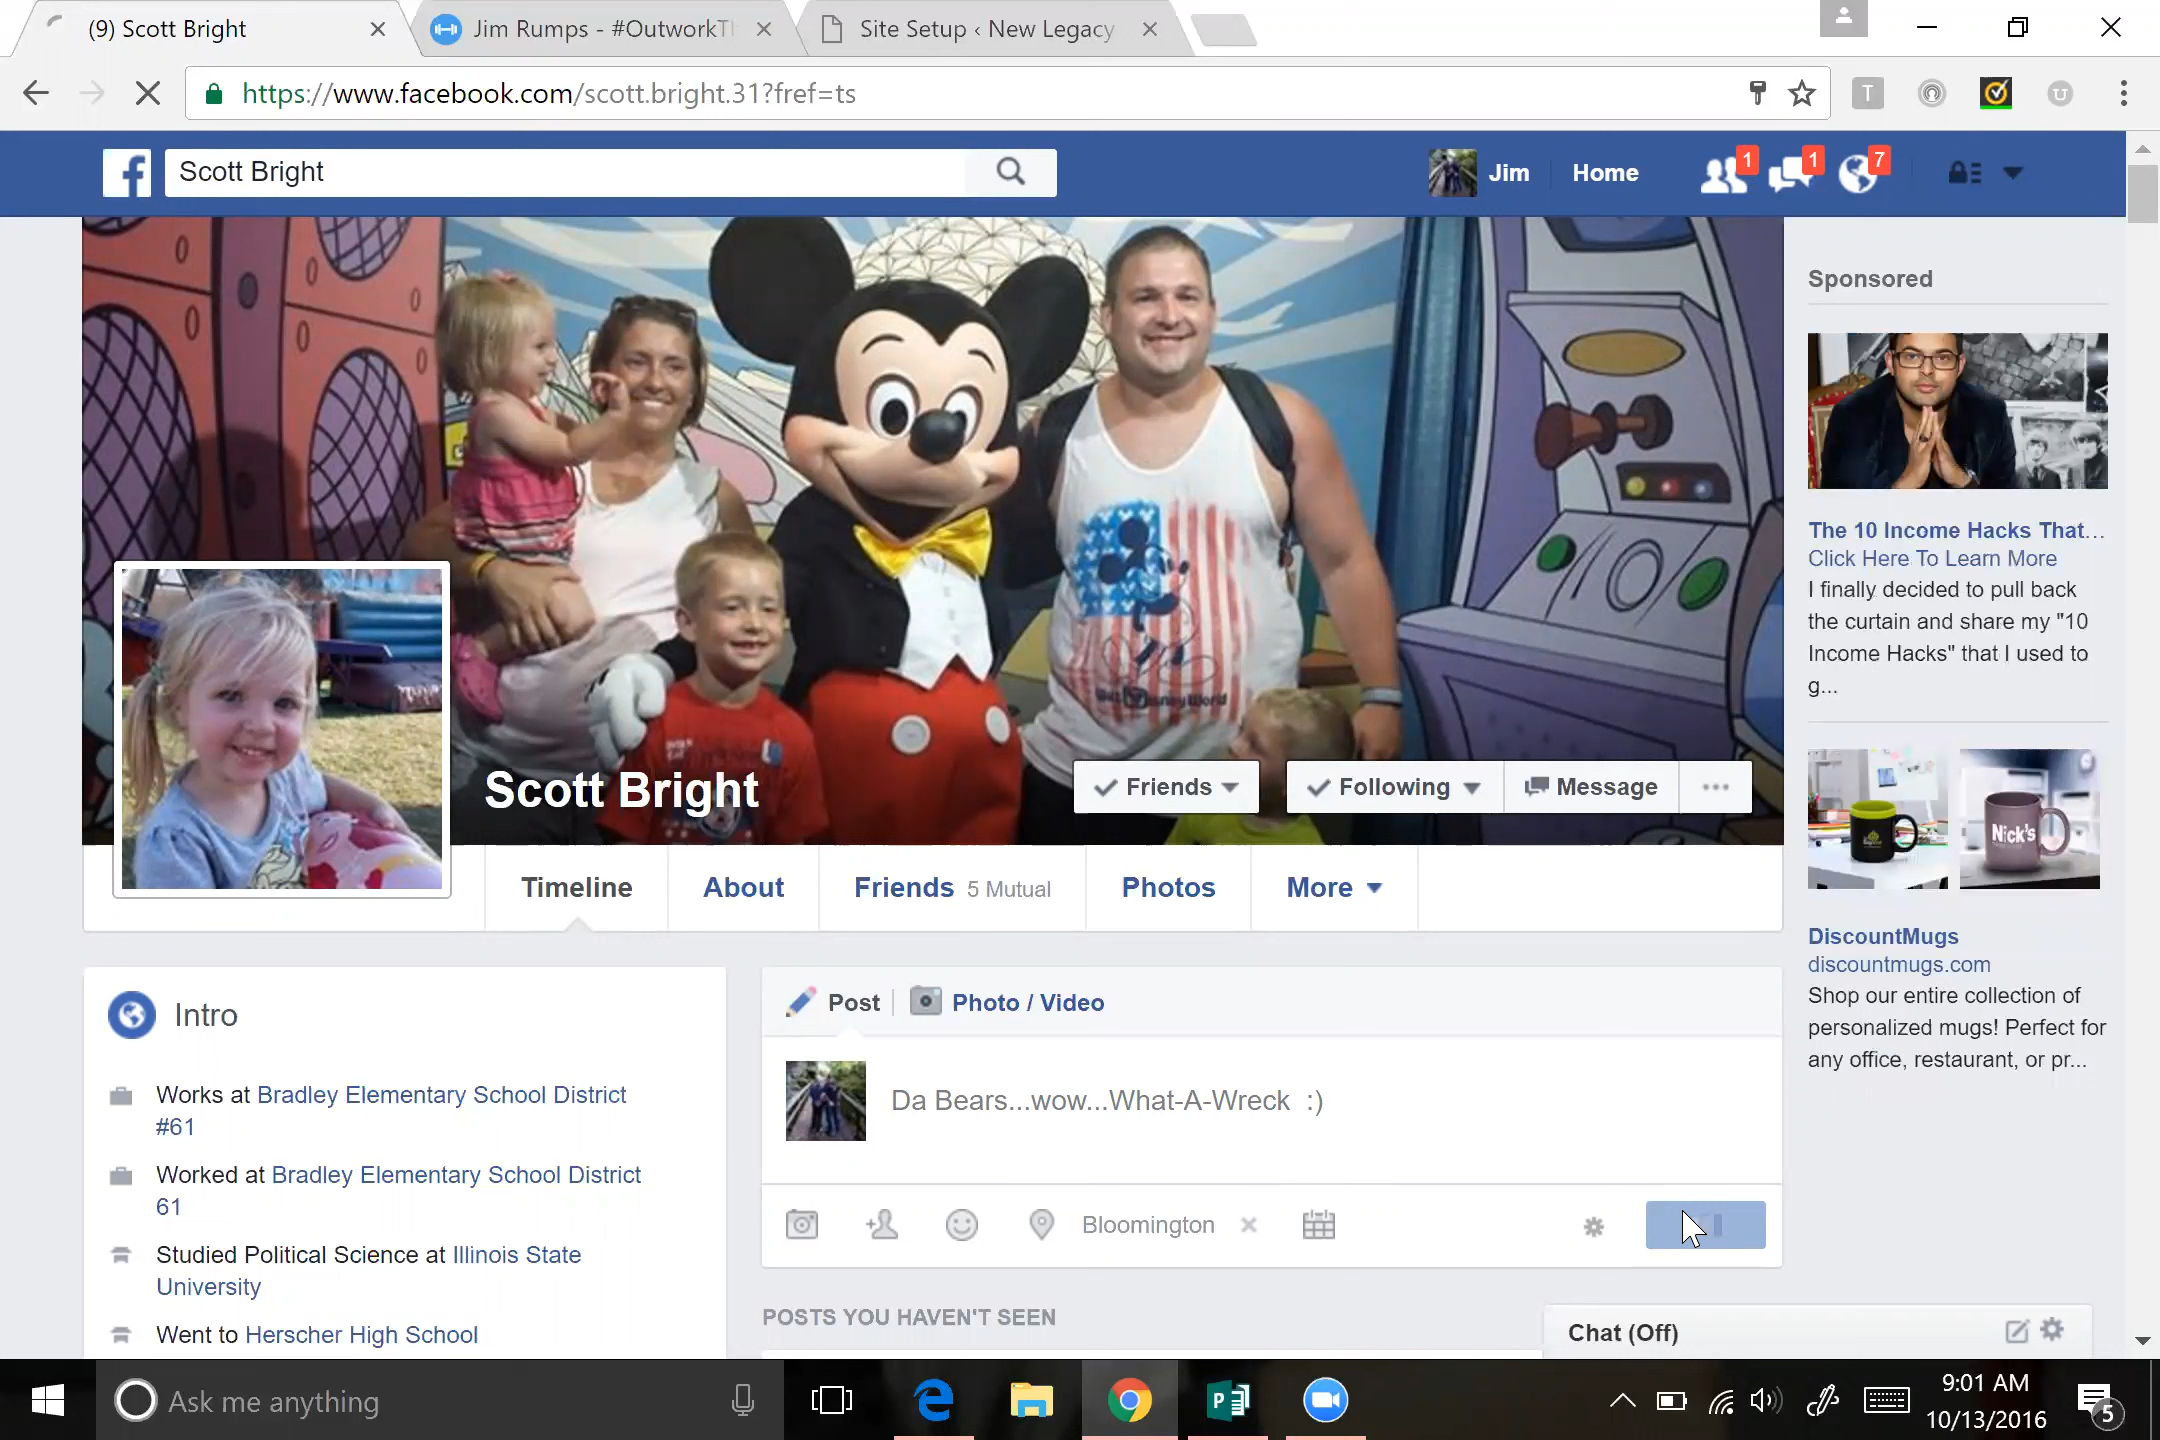 (9) Scott Bright
Jim Rumps - #OutworkTh
Site Setup ‹ New Legacy
https://www.facebook.com/scott.bright.31?fref=ts
T
U
f
Scott Bright
Jim
Home
1
1
7
Sponsored
The 10 Income Hacks That...
Click Here To Learn More
I finally decided to pull back
the curtain and share my "10
Income Hacks" that I used to
g...
Nick's
DiscountMugs
discountmugs.com
Shop our entire collection of
personalized mugs! Perfect for
any office, restaurant, or pr...
Scott Bright
Friends
Following
Message
Timeline
About
Friends 5 Mutual
Photos
More
Intro
Works at Bradley Elementary School District
#61
Worked at Bradley Elementary School District
61
Studied Political Science at Illinois State
University
Went to Herscher High School
Post
Photo / Video
Da Bears...wow...What-A-Wreck :)
Bloomington
POSTS YOU HAVEN'T SEEN
Chat (Off)
Ask me anything
9:01 AM
10/13/2016
5